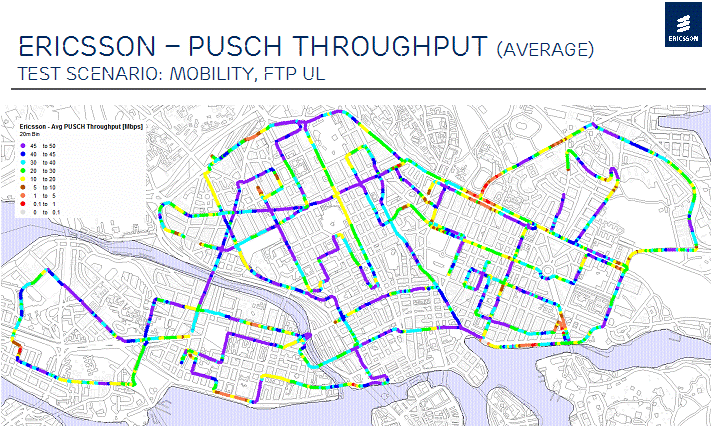 ERICSSON
ERICSSON – PUSCH THROUGHPUT (AVERAGE)
TEST SCENARIO: MOBILITY, FTP UL
Ericsson - Avg PUSCH Throughput [Mbps]
20m Bin
45 to 50
40 to 45
30 to 40
20 to 30
10 to 20
5 to 10
1 to 5
0,1 to 1
0 to 0,1